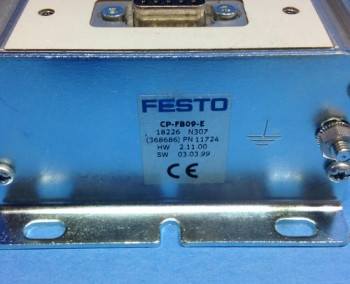 FESTO
CP-FB09-E
18226 N307
(368686) PN 11724
HW 2.11.00
SW 03.03.99
CE